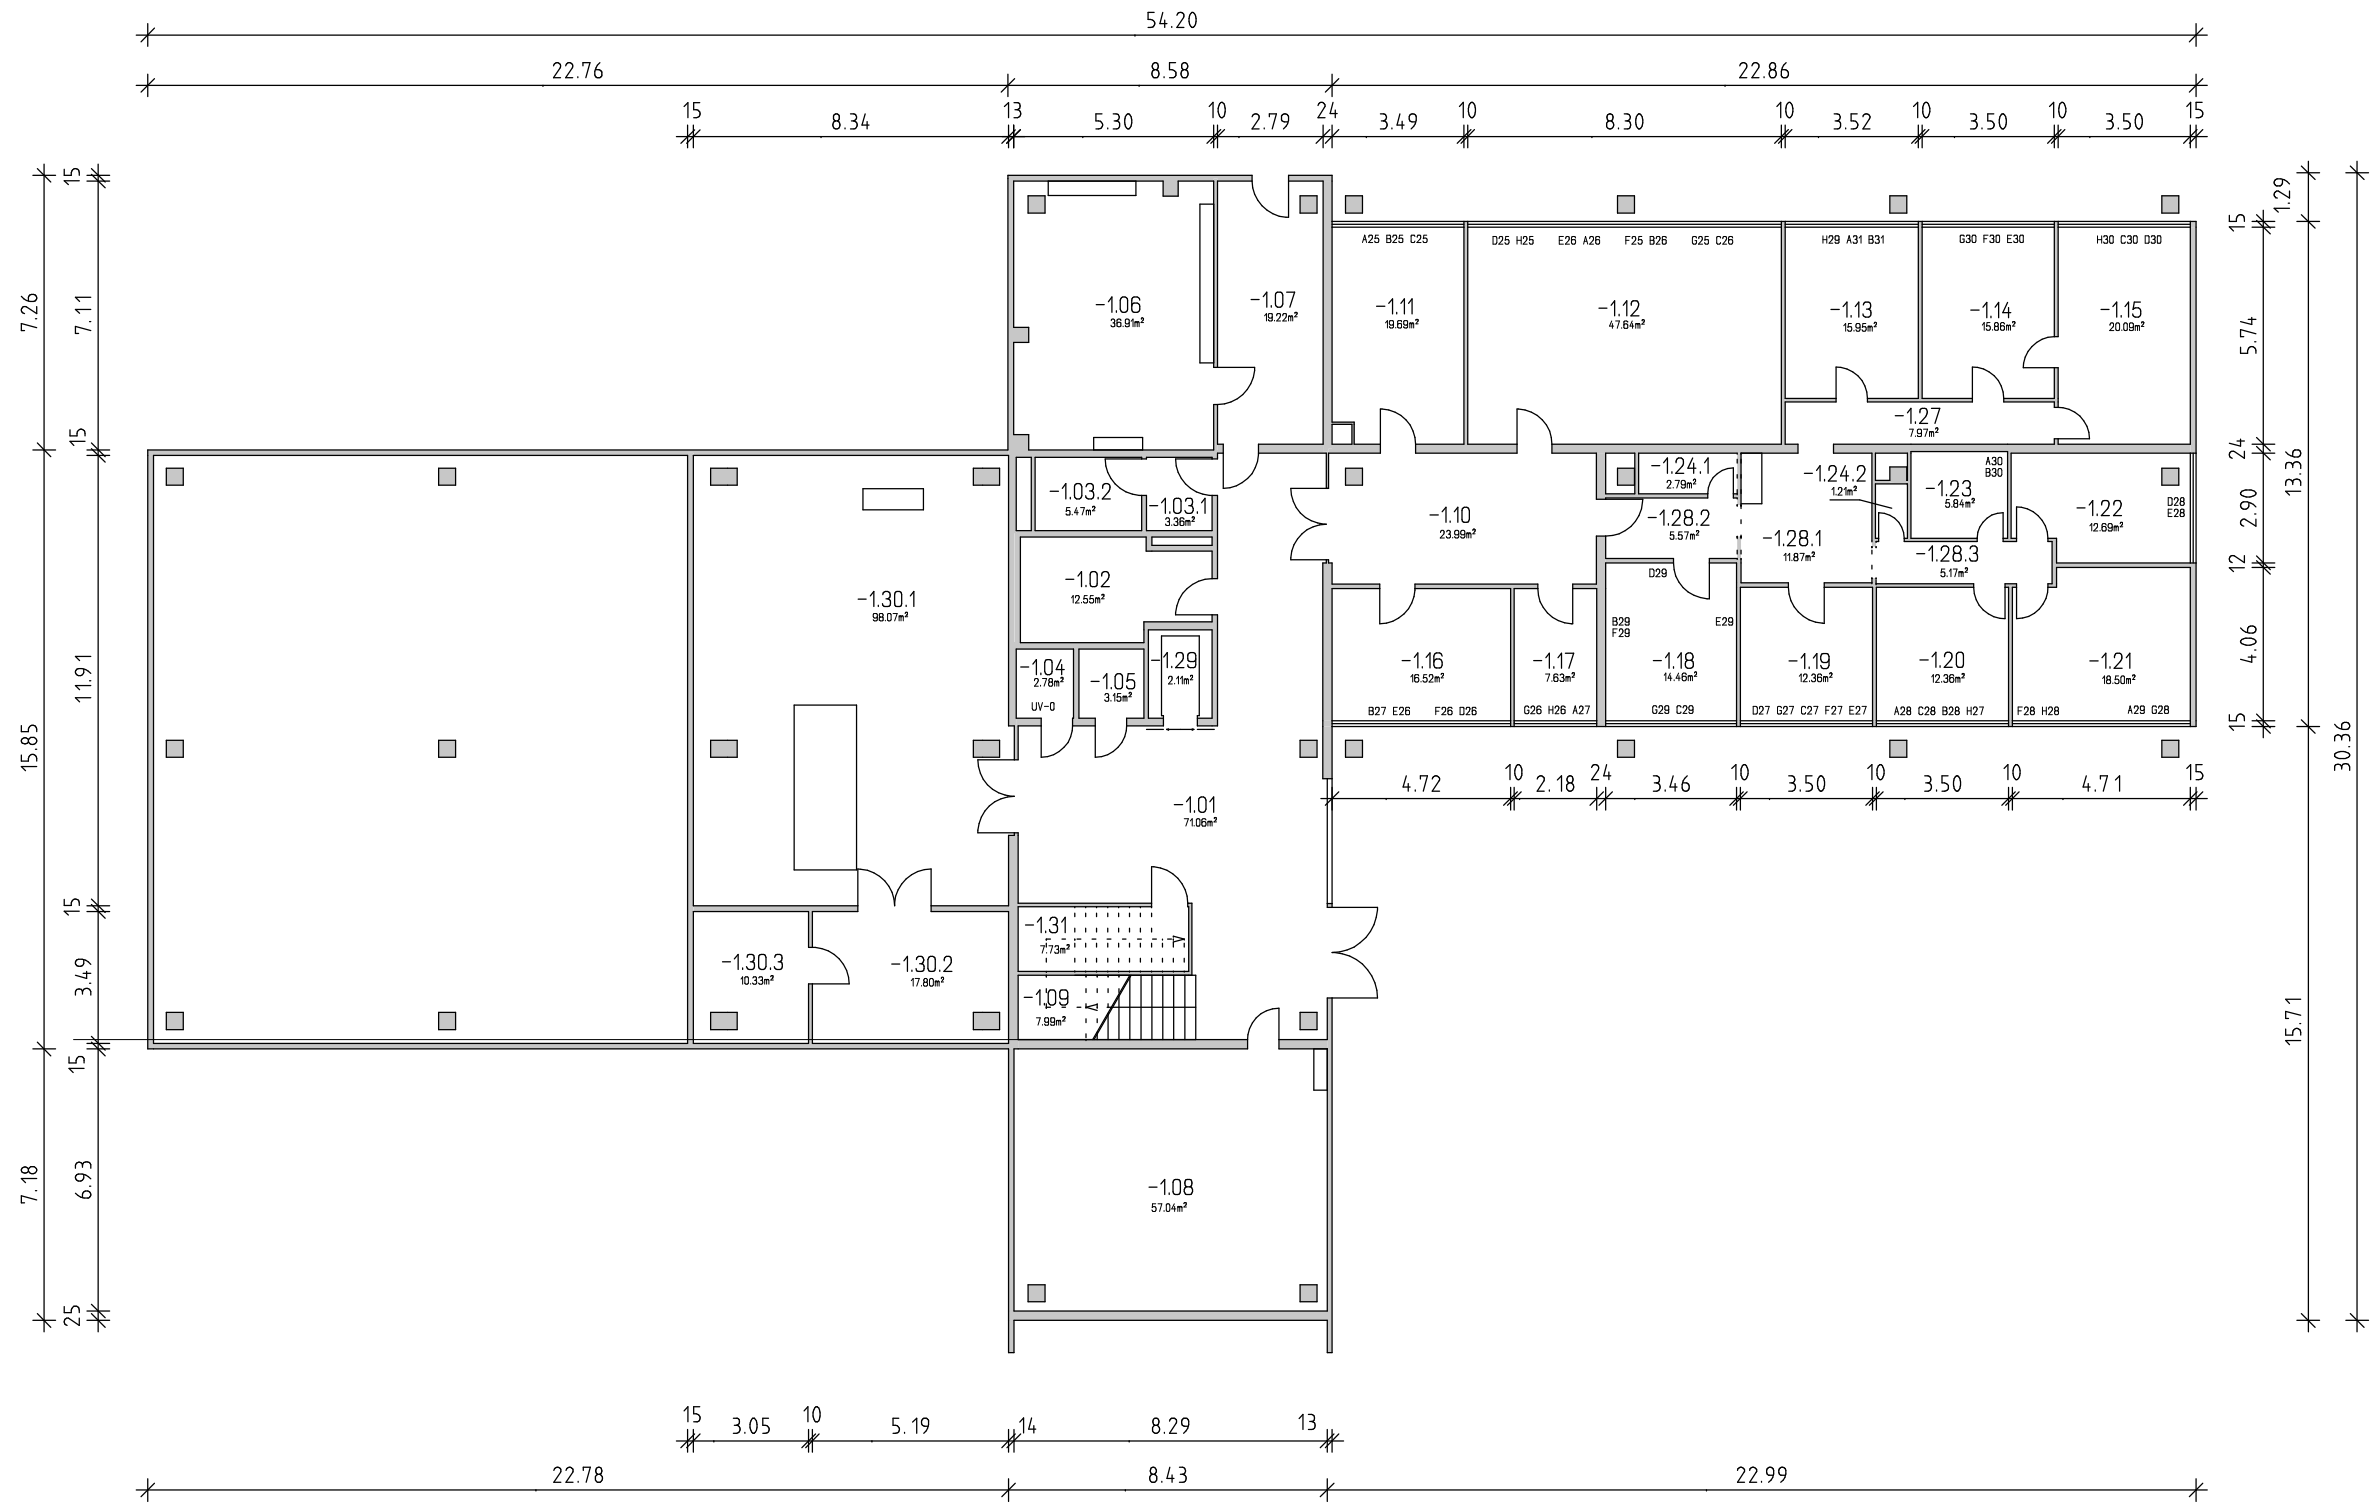 54.20
22.76 8.58 22.86
15 13 10 24 10 10 10 10 15
8.34 5.30 2.79 3.49 8.30 3.52 3.50 3.50
15 1.29
15
A25 B25 C25 D25 H25 E26 A26 F25 B26 G25 C26 H29 A31 B31 G30 F30 E30 H30 C30 D30
7.26 7.11 5.74
-1.06 -1.07 -1.11 -1.12 -1.13 -1.14 -1.15
36.91m² 19.22m² 19.69m² 47.64m² 15.95m² 15.86m² 20.09m²
-1.27
7.97m²
15 24
13.36
-1.03.2 -1.03.1 -1.24.1 -1.24.2 -1.23 A30
B30
5.47m² 3.36m² 2.79m² 1.21m² 5.84m²
-1.10 -1.28.2 -1.22 D28
E28
23.99m² 5.57m² 12.69m² 2.90
-1.28.1 -1.28.3
11.87m² 5.17m²
12
-1.02 D29
12.55m²
-1.30.1
98.07m²
B29 E29
F29
11.91 4.06
-1.04 -1.05 -1.29 -1.16 -1.17 -1.18 -1.19 -1.20 -1.21
2.78m² 3.15m² 2.11m² 16.52m² 7.63m² 14.46m² 12.36m² 12.36m² 18.50m²
UV-0
B27 E26 F26 D26 G26 H26 A27 G29 C29 D27 G27 C27 F27 E27 A28 C28 B28 H27 F28 H28 A29 G28
15
15.85 30.36
10 24 10 10 10 15
4.72 2.18 3.46 3.50 3.50 4.71
-1.01
71.06m²
15
-1.31
7.73m²
3.49
-1.30.3 -1.30.2
10.33m² 17.80m²
-1.09
7.99m²
15.71
15
7.18 6.93
-1.08
57.04m²
25
15 10 14 13
3.05 5.19 8.29
22.78 8.43 22.99